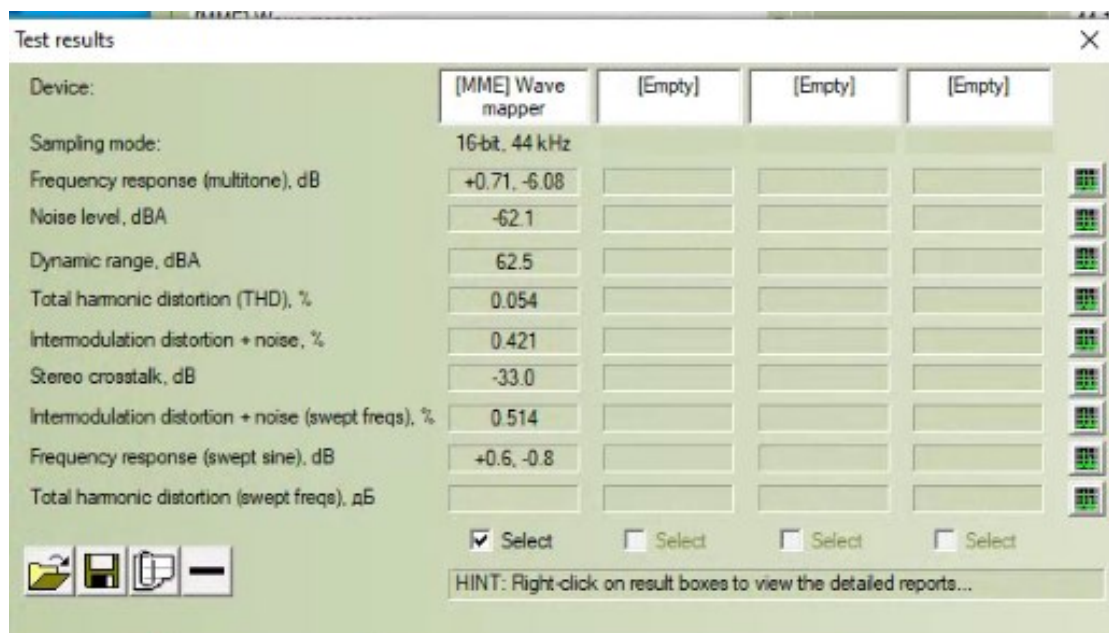 Test results
Device: [MME] Wave mapper [Empty] [Empty] [Empty]
Sampling mode: 16-bit, 44 kHz
Frequency response (multitone), dB +0.71, -6.08
Noise level, dBA -62.1
Dynamic range, dBA 62.5
Total harmonic distortion (THD), % 0.054
Intermodulation distortion + noise, % 0.421
Stereo crosstalk, dB -33.0
Intermodulation distortion + noise (swept freqs), % 0.514
Frequency response (swept sine), dB +0.6, -0.8
Total harmonic distortion (swept freqs), дБ
Select Select Select Select
HINT: Right-click on result boxes to view the detailed reports...